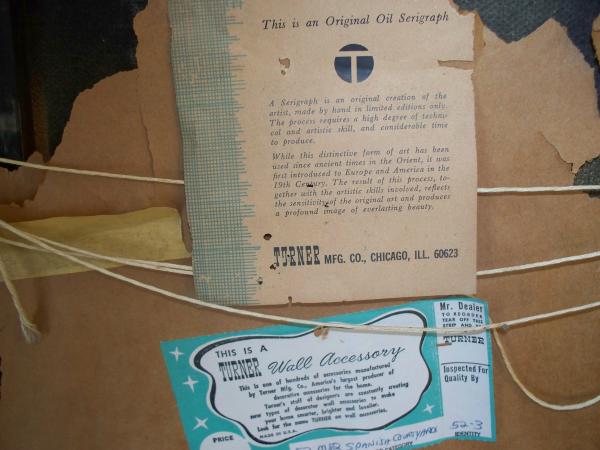 This is an Original Oil Serigraph
T
A Serigraph is an original creation of the
artist, made by hand in limited editions only.
The process requires a high degree of techni-
cal and artistic skill, and considerable time
to produce.
While this distinctive form of art has been
used since ancient times in the Orient, it was
first introduced to Europe and America in the
19th Century. The result of this process, to-
gether with the artistic skills involved, reflects
the sensitivity of the original art and produces
a profound image of everlasting beauty.
TURNER MFG. CO., CHICAGO, ILL. 60623
THIS IS A
TURNER Wall Accessory
This is one of hundreds of accessories manufactured
by Turner Mfg. Co., America's largest producer of
decorative accessories for the home.
Turner's staff of designers are constantly creating
new types of decorator wall accessories to make
your home smarter, brighter and lovelier.
Look for the name TURNER on wall accessories.
MADE IN U.S.A.
PRICE
SPANISH COURTYARD
Mr. Dealer
TO REORDER
TEAR OFF THIS
STRIP AND
TURNER
Inspected For
Quality By
52-3
IDENTITY